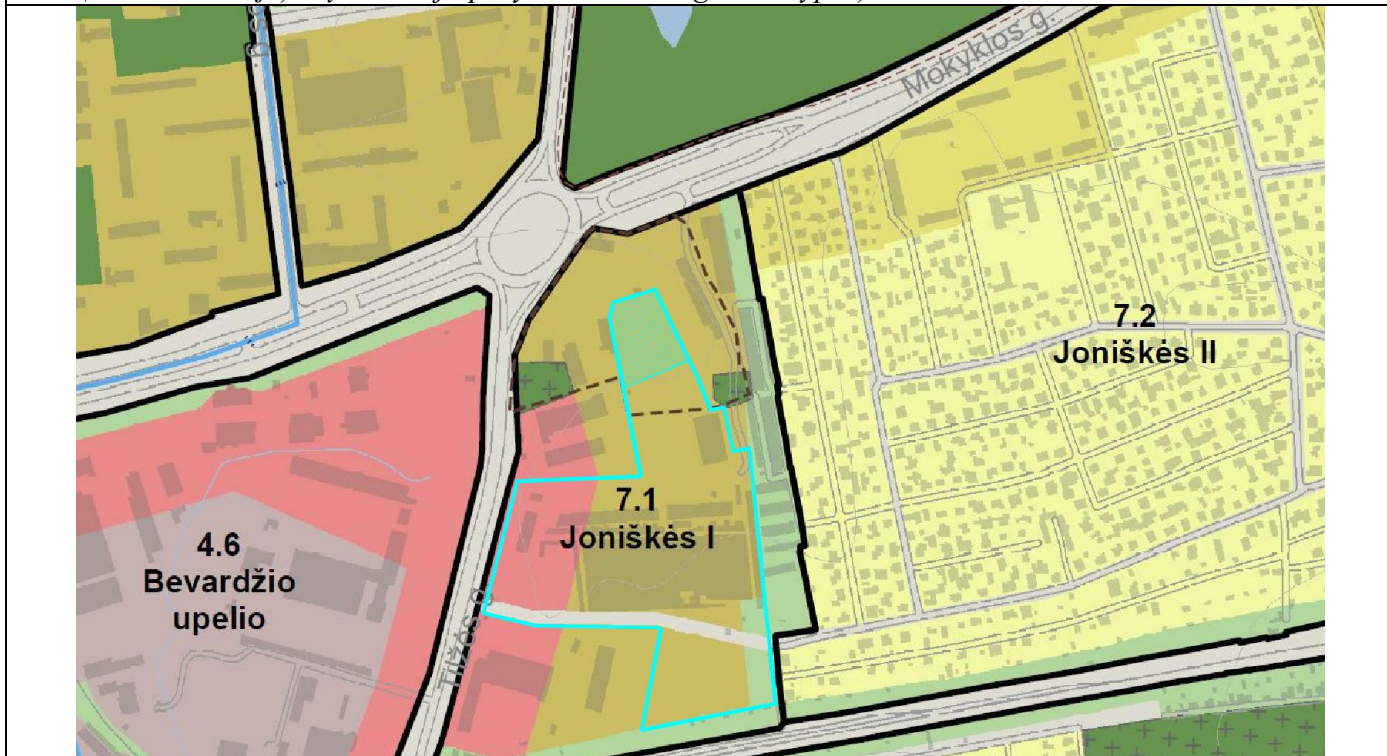 Mokyklos g.
7.2
Joniškės II
7.1
Joniškės I
4.6
Bevardžio
upelio
Tilžės g.